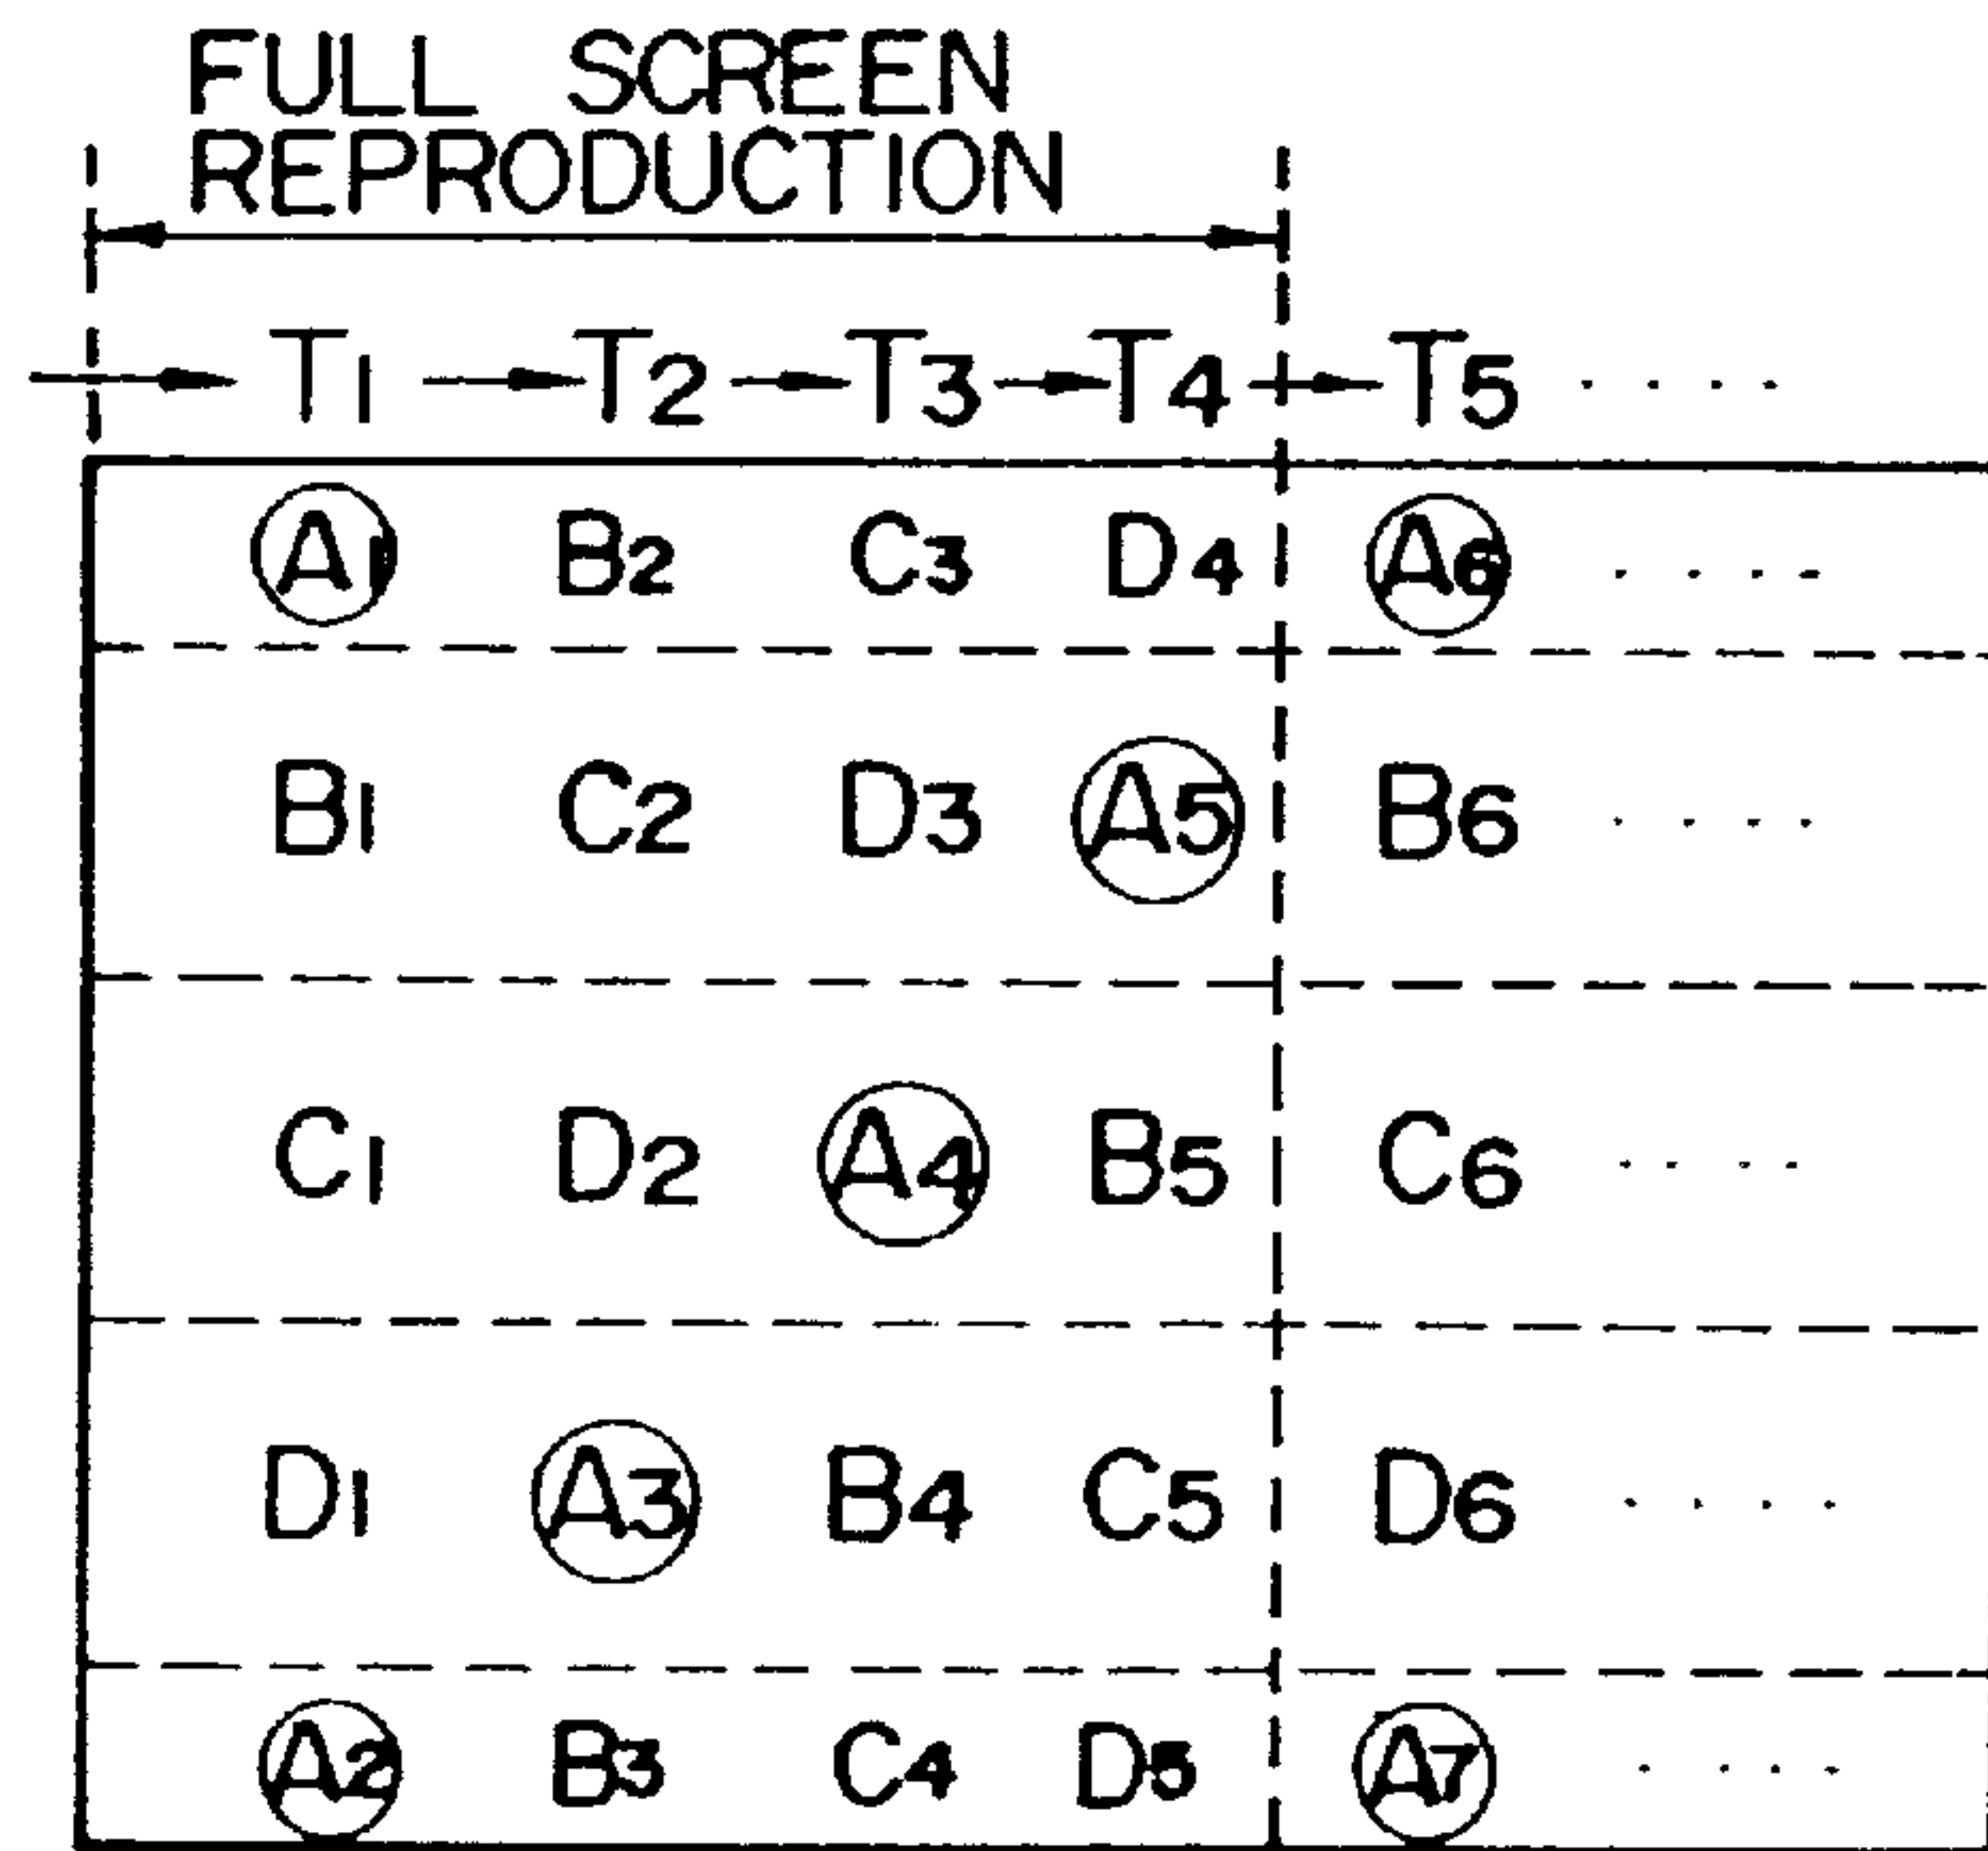 FULL SCREEN
REPRODUCTION
T1 T2 T3 T4 T5 ....
A1 B2 C3 D4 A6 ....
B1 C2 D3 A5 B6 ....
C1 D2 A4 B5 C6 ....
D1 A3 B4 C5 D6 ....
A2 B3 C4 D5 A7 ....